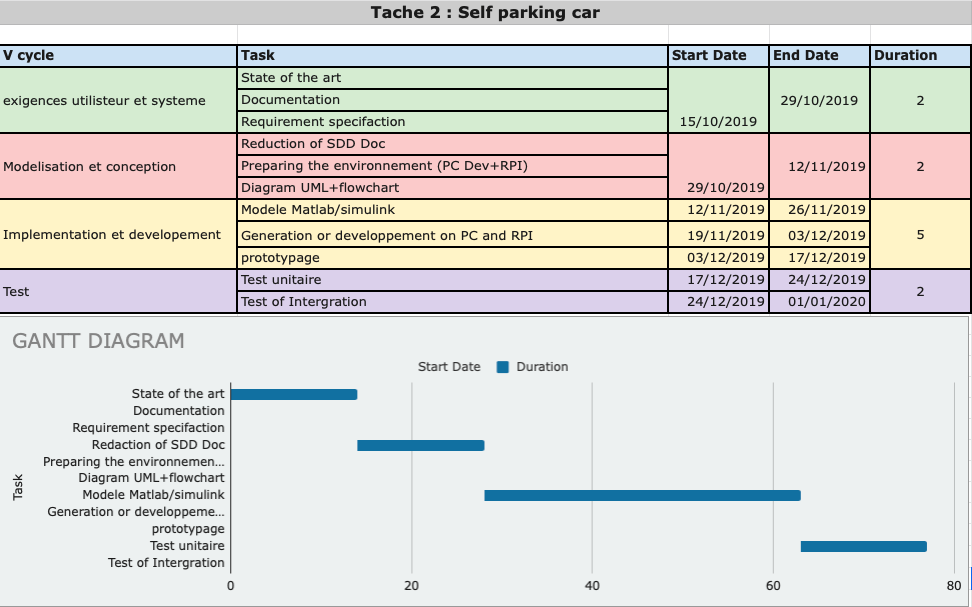 Tache 2 : Self parking car
V cycle Task Start Date End Date Duration
State of the art
Documentation
exigences utilisteur et systeme 29/10/2019 2
Requirement specifaction 15/10/2019
Reduction of SDD Doc
Modelisation et conception Preparing the environnement (PC Dev+RPI) 12/11/2019 2
Diagram UML+flowchart 29/10/2019
Modele Matlab/simulink 12/11/2019 26/11/2019
Implementation et developement Generation or developpement on PC and RPI 19/11/2019 03/12/2019 5
prototypage 03/12/2019 17/12/2019
Test unitaire 17/12/2019 24/12/2019
Test 2
Test of Intergration 24/12/2019 01/01/2020
GANTT DIAGRAM
Start Date Duration
State of the art
Documentation
Requirement specifaction
Redaction of SDD Doc
Preparing the environnemen...
Diagram UML+flowchart
Task
Modele Matlab/simulink
Generation or developpeme...
prototypage
Test unitaire
Test of Intergration
0 20 40 60 80